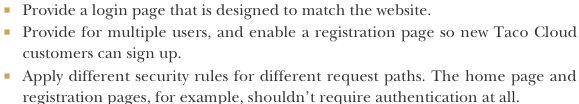 ■ Provide a login page that is designed to match the website.
■ Provide for multiple users, and enable a registration page so new Taco Cloud
customers can sign up.
■ Apply different security rules for different request paths. The home page and
registration pages, for example, shouldn’t require authentication at all.